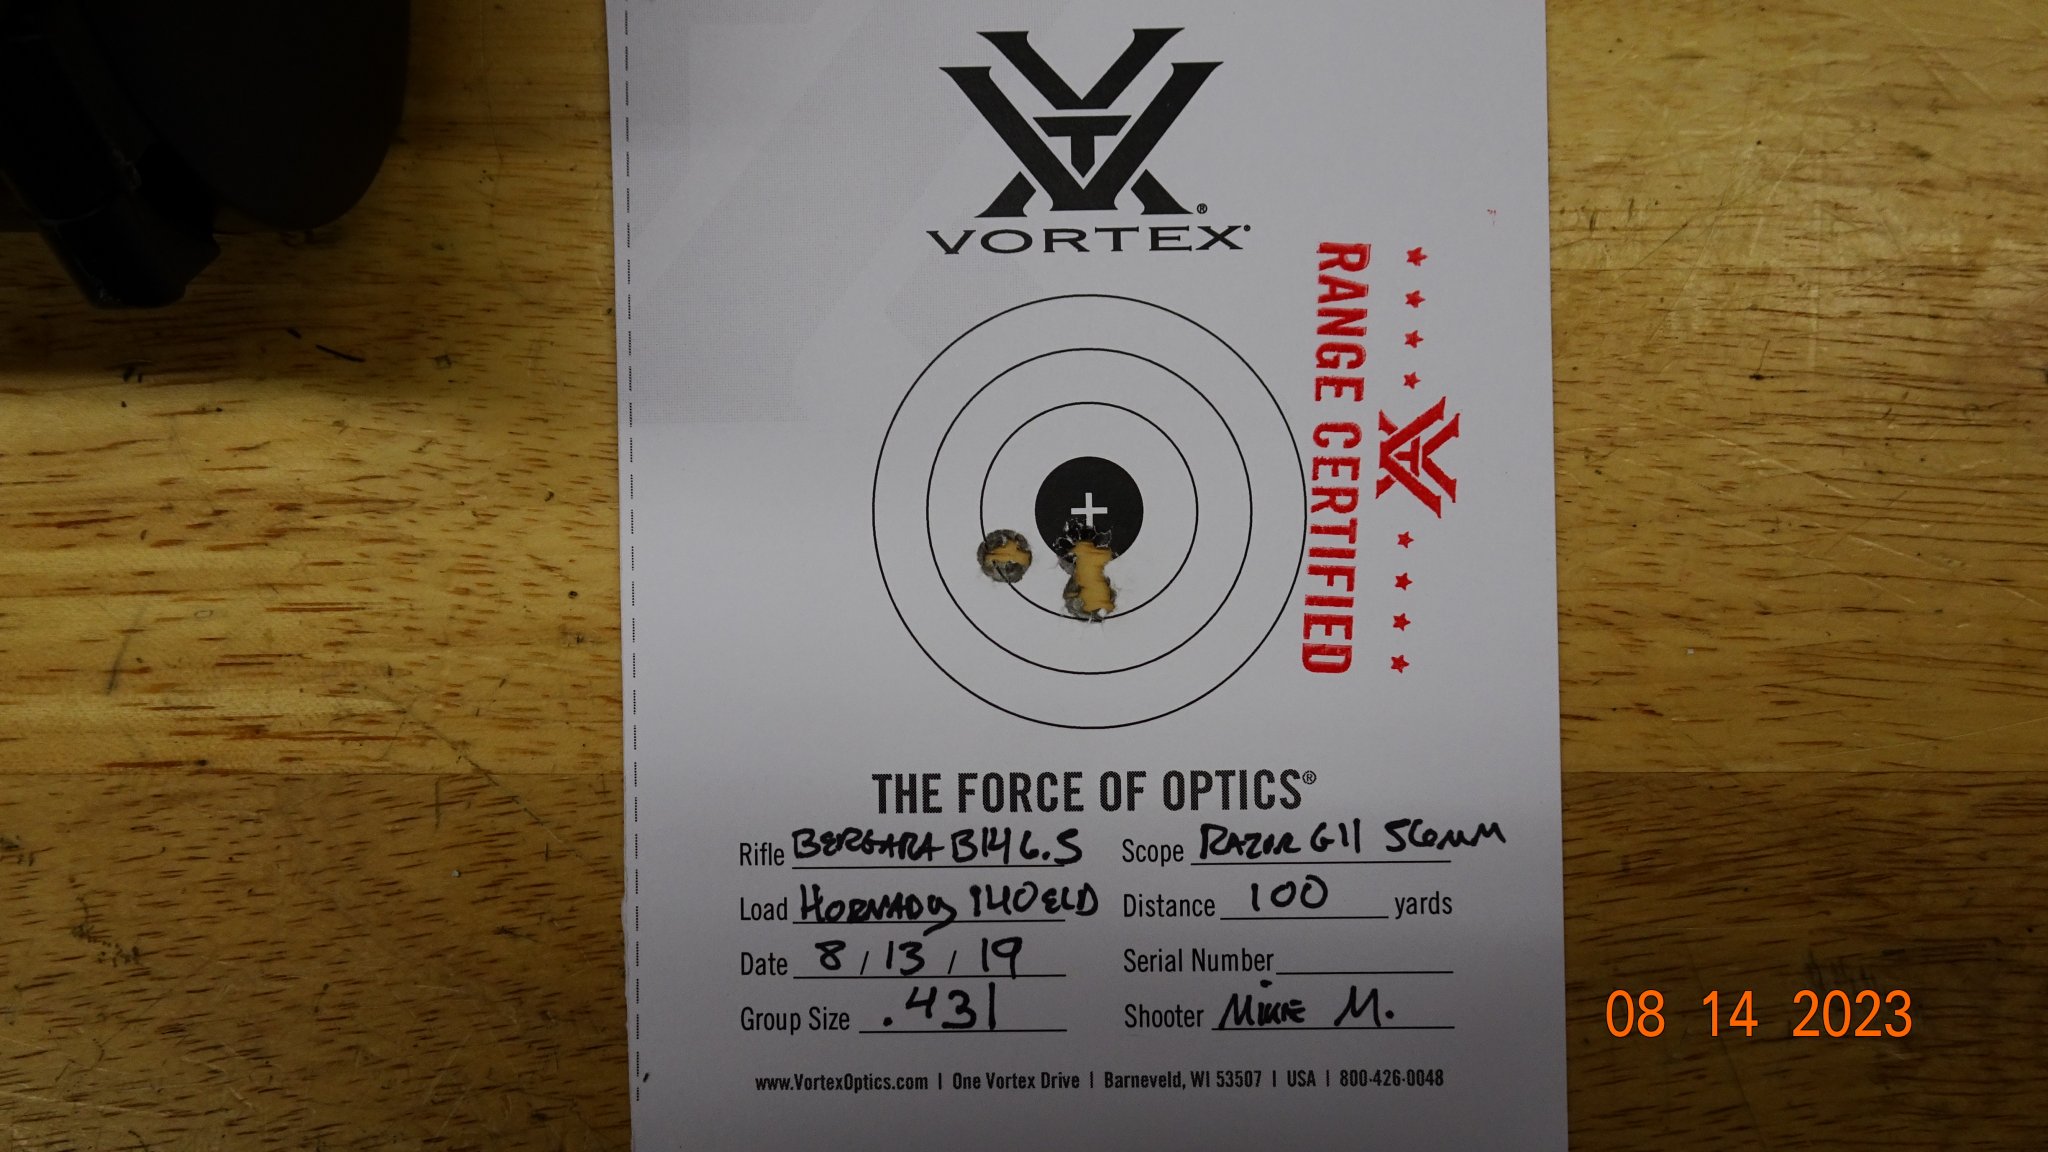 VORTEX®
RANGE CERTIFIED
THE FORCE OF OPTICS®
Rifle BERGARA B14 6.5 Scope RAZOR GII 56mm
Load HORNADy 140 ELD Distance 100 yards
Date 8 / 13 / 19 Serial Number
Group Size .431 Shooter MIKE M.
www.VortexOptics.com | One Vortex Drive | Barneveld, WI 53507 | USA | 800-426-0048
08 14 2023